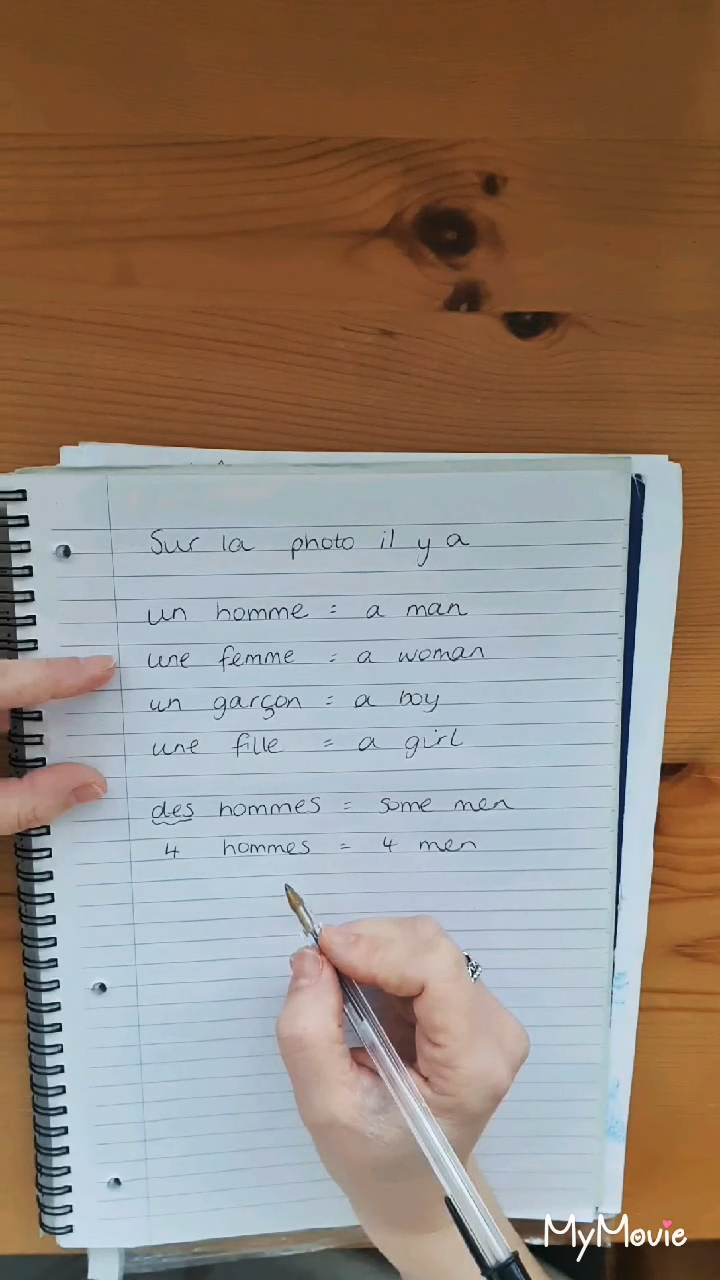 Sur la photo il y a
un homme = a man
une femme = a woman
un garçon = a boy
une fille = a girl
des hommes = some men
4 hommes = 4 men
MyMovie